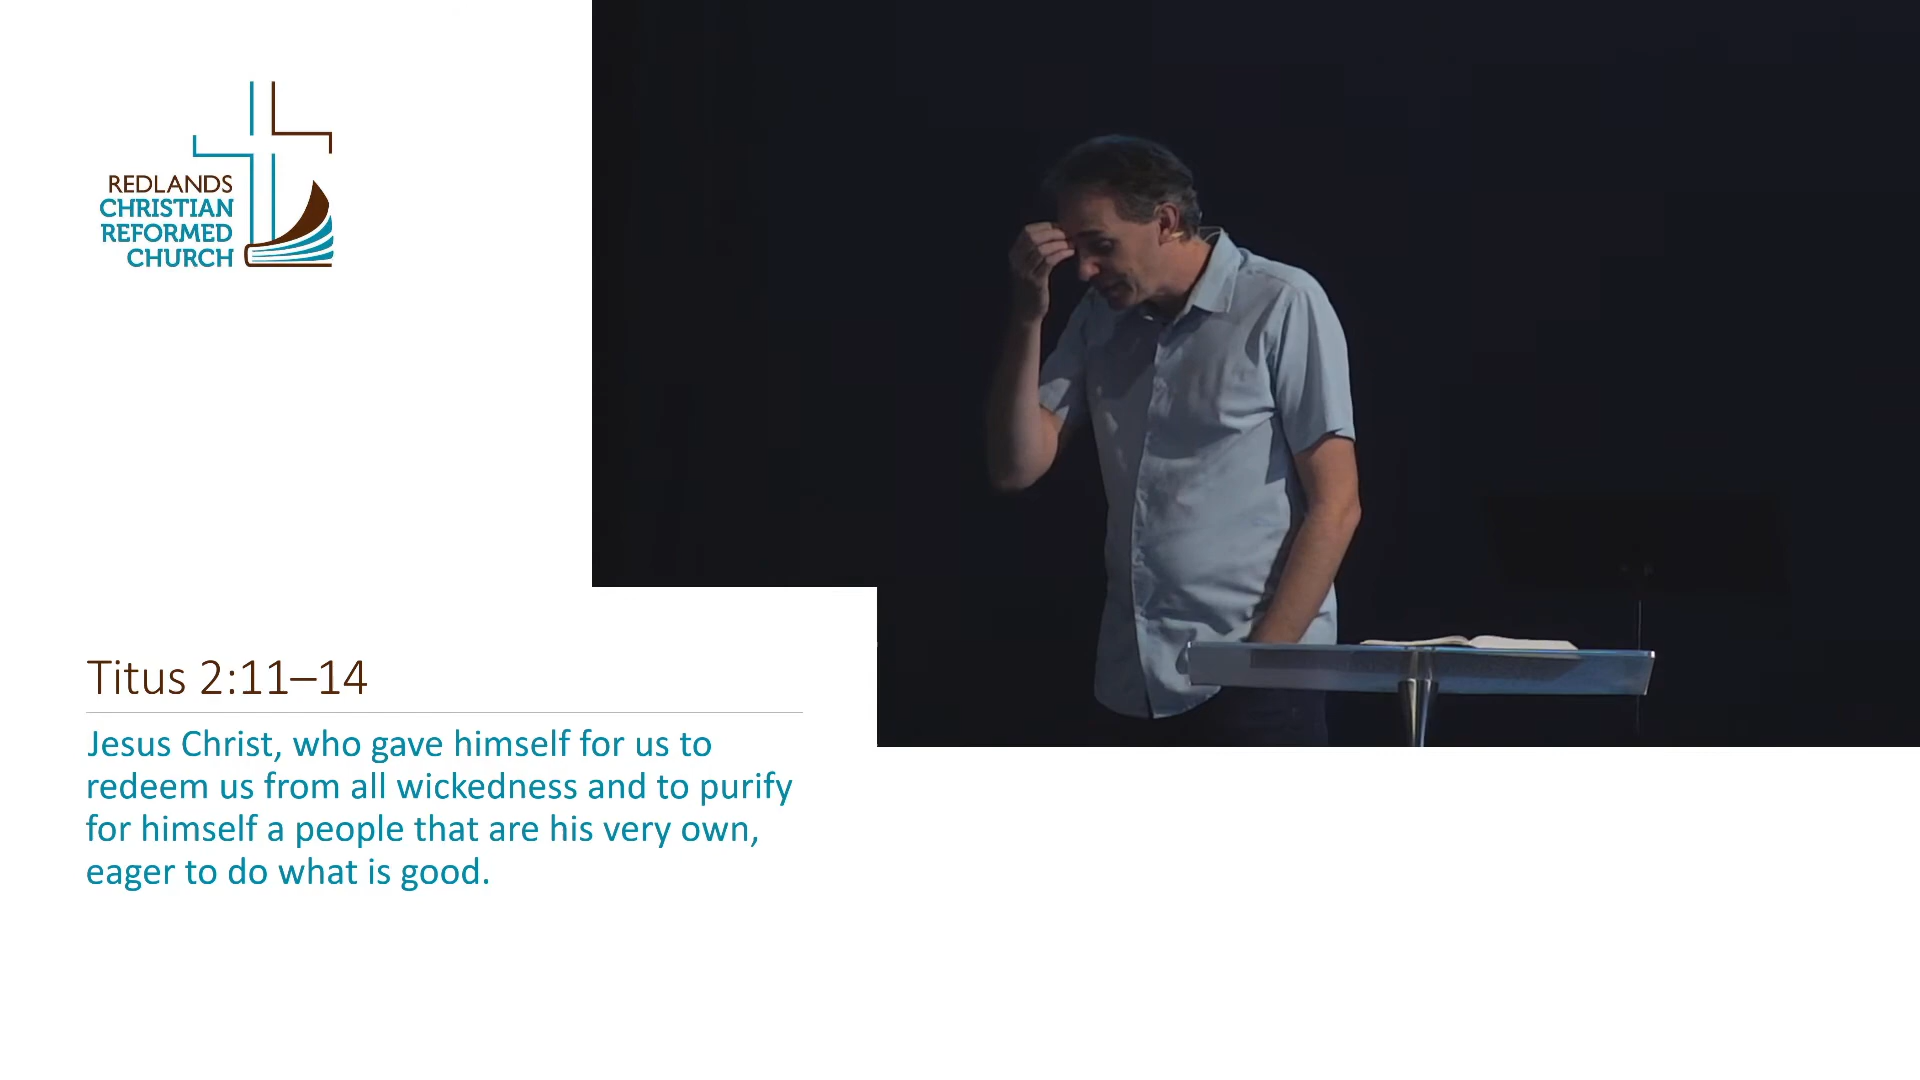 REDLANDS
CHRISTIAN
REFORMED
CHURCH
Titus 2:11–14
Jesus Christ, who gave himself for us to
redeem us from all wickedness and to purify
for himself a people that are his very own,
eager to do what is good.